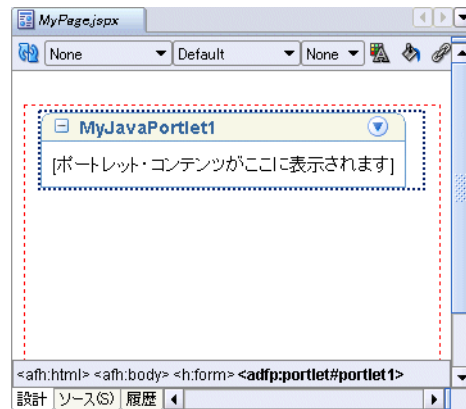 MyPage.jspx
None Default None
MyJavaPortlet1
[ポートレット・コンテンツがここに表示されます]
<afh:html> <afh:body> <h:form> <adfp:portlet#portlet1>
設計 ソース(S) 履歴